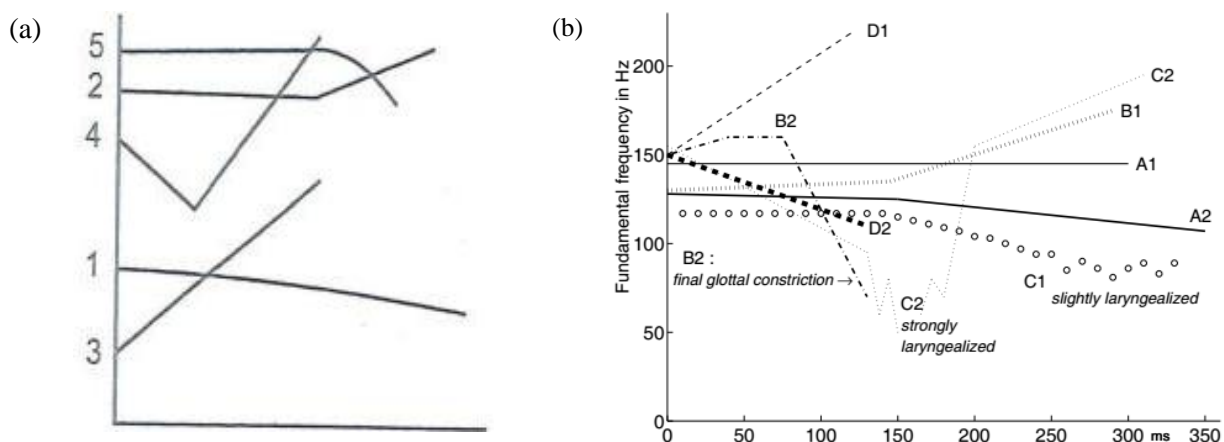 (a)
5
2
4
1
3
(b)
Fundamental frequency in Hz
200
150
100
50
0
D1
C2
B2
B1
A1
A2
D2
B2 :
final glottal constriction →
C1
slightly laryngealized
C2
strongly
laryngealized
0 50 100 150 200 250 300 ms 350